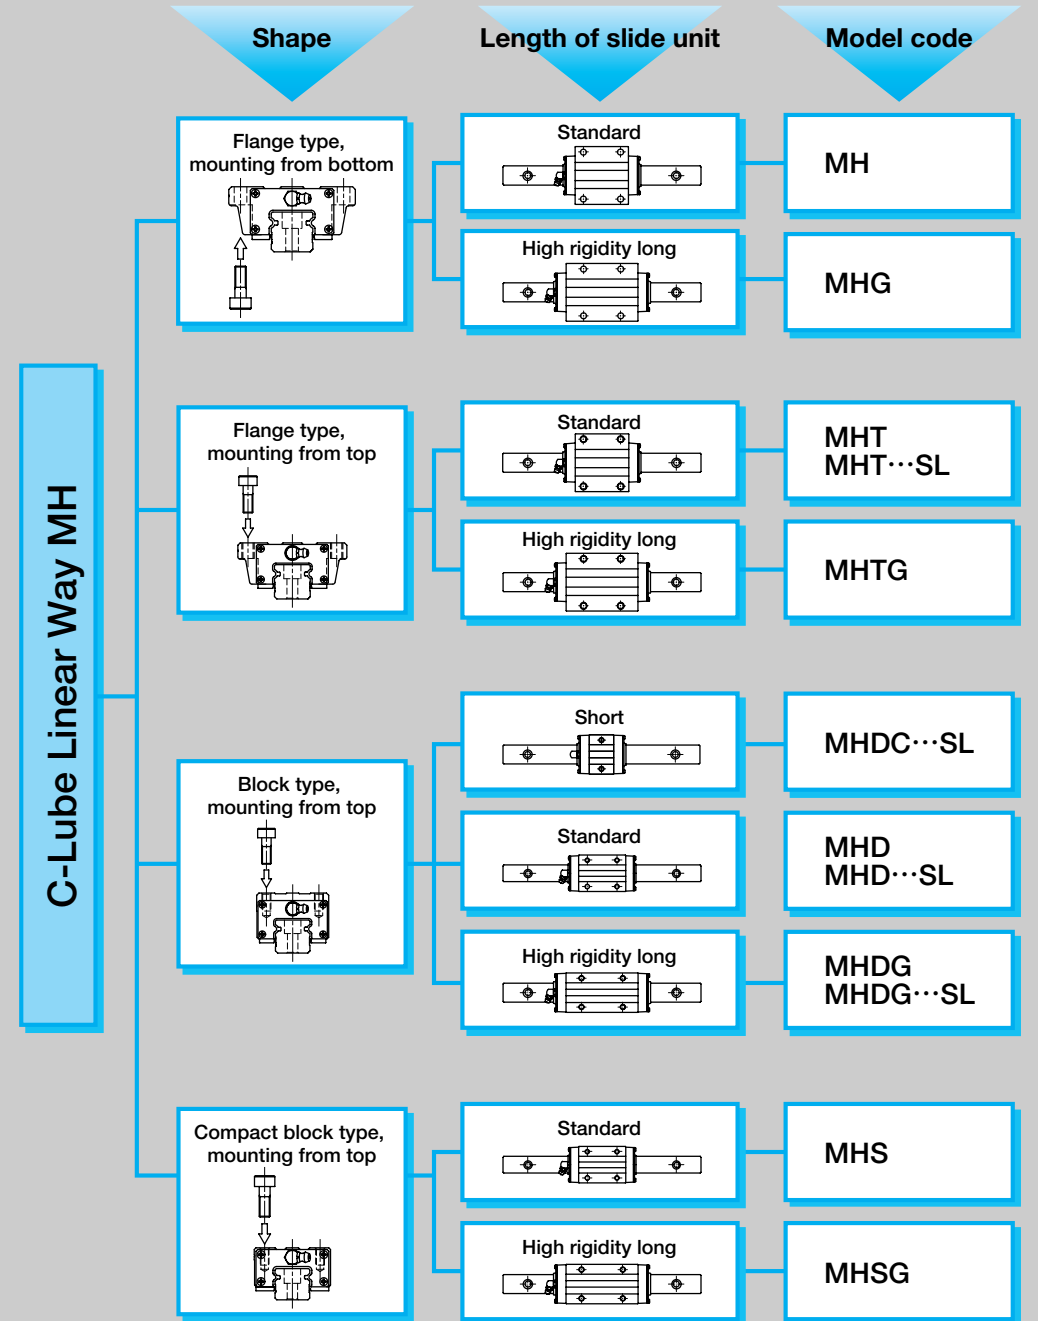 Shape
Length of slide unit
Model code
C-Lube Linear Way MH
Flange type,
mounting from bottom
Standard
MH
High rigidity long
MHG
Flange type,
mounting from top
Standard
MHT
MHT···SL
High rigidity long
MHTG
Block type,
mounting from top
Short
MHDC···SL
Standard
MHD
MHD···SL
High rigidity long
MHDG
MHDG···SL
Compact block type,
mounting from top
Standard
MHS
High rigidity long
MHSG